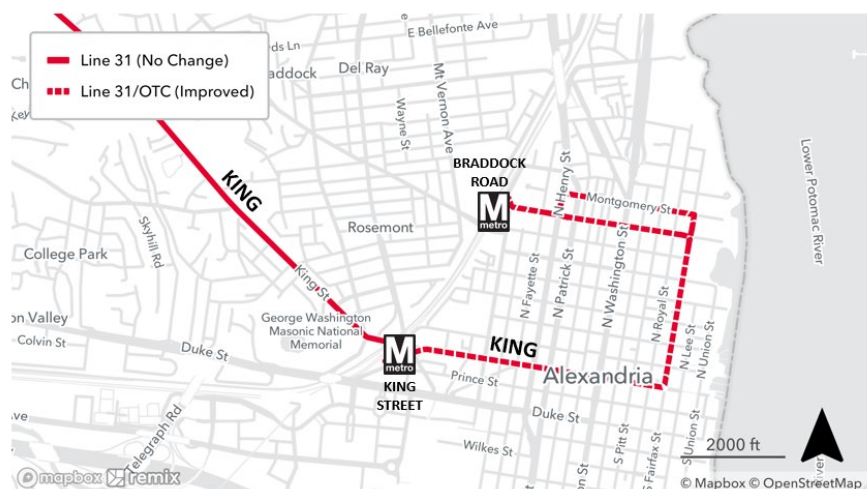 Line 31 (No Change)
Line 31/OTC (Improved)
E Bellefonte Ave
Del Ray
Mt Vernon Ave
Wayne St
BRADDOCK
ROAD
M
metro
N Henry St
Montgomery St
Lower Potomac River
KING
Skyhill Rd
College Park
Rosemont
King St
N Fayette St
N Patrick St
N Washington St
N Royal St
N Lee St
N Union St
George Washington
Masonic National
Memorial
Colvin St
Duke St
M
metro
KING
STREET
KING
Prince St
Alexandria
Duke St
Telegraph Rd
Wilkes St
S Pitt St
S Fairfax St
S Union St
2000 ft
mapbox
remix
© Mapbox © OpenStreetMap